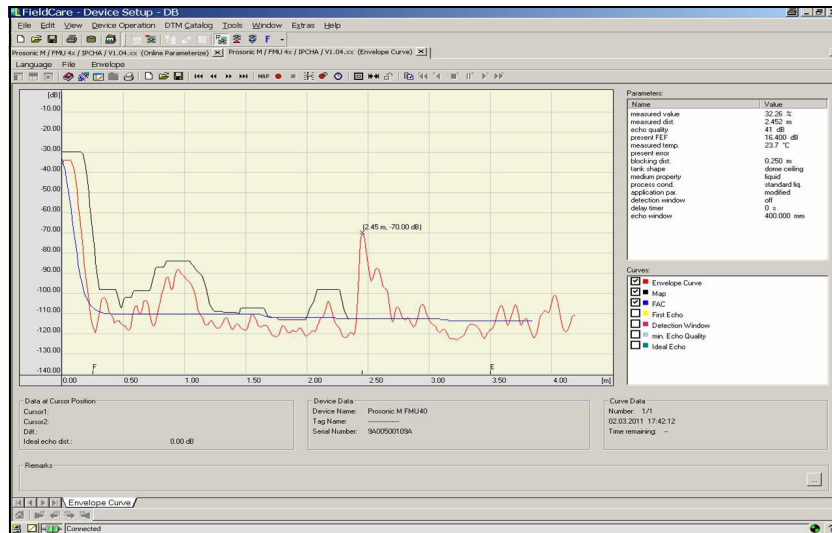 FieldCare - Device Setup - DB
File Edit View Device Operation DTM Catalog Tools Window Extras Help
F
Prosonic M / FMU 4x / IPCHA / V1.04.xx (Online Parameterize) Prosonic M / FMU 4x / IPCHA / V1.04.xx (Envelope Curve)
Language File Envelope
MAP
[dB]
-10.00
-20.00
-30.00
-40.00
-50.00
-60.00
-70.00
-80.00
-90.00
-100.00
-110.00
-120.00
-130.00
-140.00
(2.45 m, -70.00 dB)
F E
0.00 0.50 1.00 1.50 2.00 2.50 3.00 3.50 4.00 [m]
Parameters:
Name Value
measured value 32.26 %
measured dist. 2.452 m
echo quality 41 dB
present FEF 16.400 dB
measured temp. 23.7 °C
present error
blocking dist. 0.250 m
tank shape dome ceiling
medium property liquid
process cond. standard liq.
application par. modified
detection window off
delay timer 0 s
echo window 400.000 mm
Curves:
Envelope Curve
Map
FAC
First Echo
Detection Window
min. Echo Quality
Ideal Echo
Data at Cursor Position
Cursor1:
Cursor2:
Diff.:
Ideal echo dist.: 0.00 dB
Device Data
Device Name: Prosonic M FMU40
Tag Name: --------------
Serial Number: 9A00500109A
Curve Data
Number: 1/1
02.03.2011 17:42:12
Time remaining: --
Remarks
...
Envelope Curve
Connected